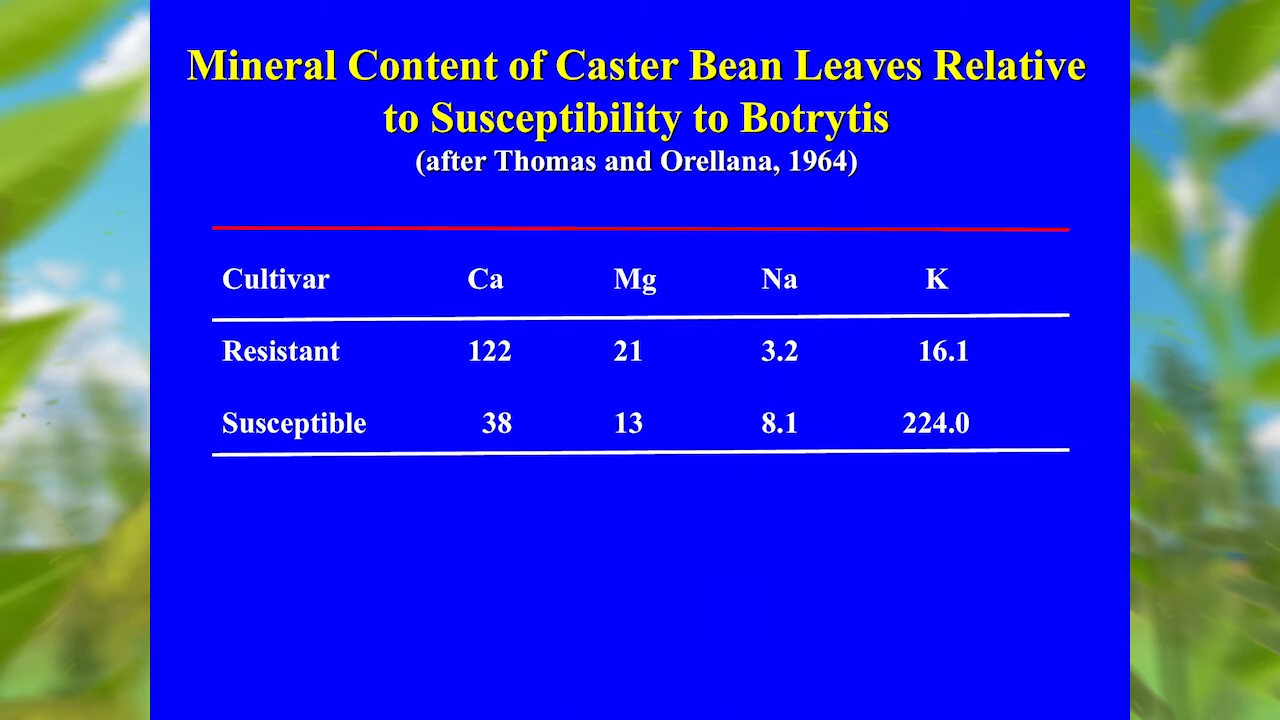 Mineral Content of Caster Bean Leaves Relative
to Susceptibility to Botrytis
(after Thomas and Orellana, 1964)
Cultivar Ca Mg Na K
Resistant 122 21 3.2 16.1
Susceptible 38 13 8.1 224.0